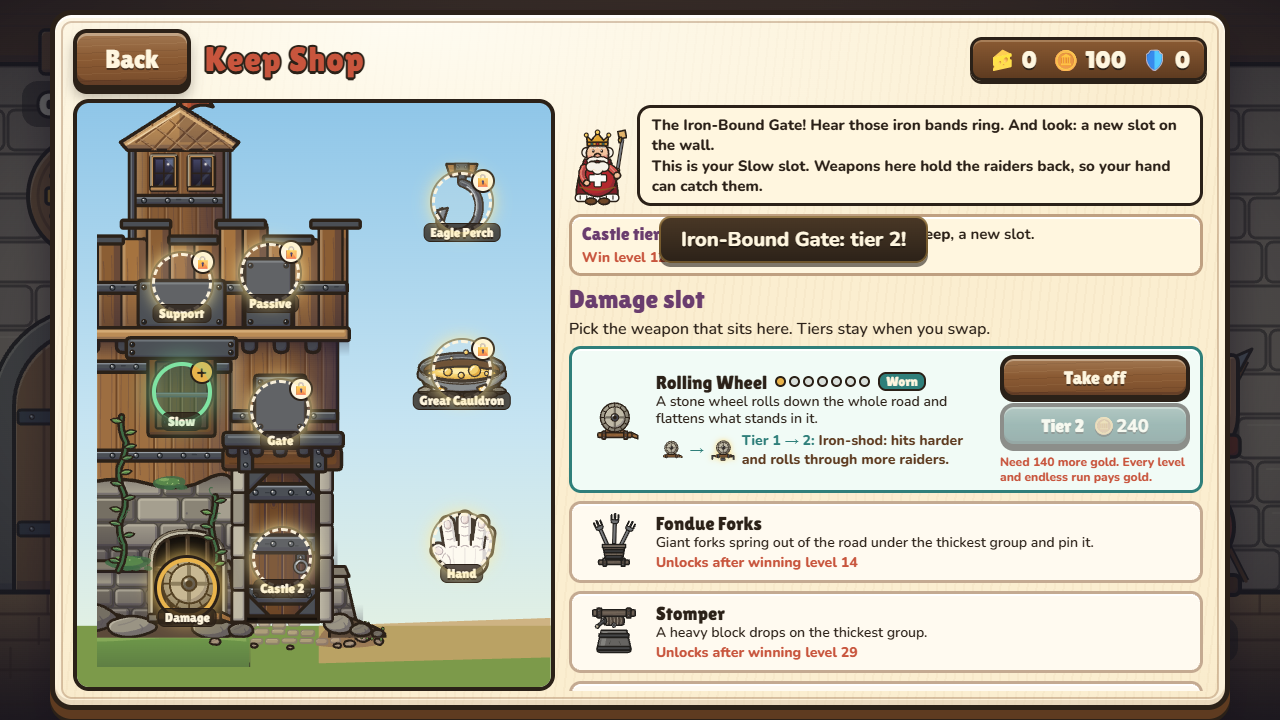 Back
Keep Shop
0
100
0
The Iron-Bound Gate! Hear those iron bands ring. And look: a new slot on
the wall.
This is your Slow slot. Weapons here hold the raiders back, so your hand
can catch them.
Castle tier
, a new slot.
Win level
Iron-Bound Gate: tier 2!
Eagle Perch
Support
Passive
Great Cauldron
Slow
+
Gate
Hand
Castle 2
Damage
Damage slot
Pick the weapon that sits here. Tiers stay when you swap.
Rolling Wheel
Worn
A stone wheel rolls down the whole road and
flattens what stands in it.
→ Tier 1 → 2: Iron-shod: hits harder
and rolls through more raiders.
Take off
Tier 2 240
Need 140 more gold. Every level
and endless run pays gold.
Fondue Forks
Giant forks spring out of the road under the thickest group and pin it.
Unlocks after winning level 14
Stomper
A heavy block drops on the thickest group.
Unlocks after winning level 29